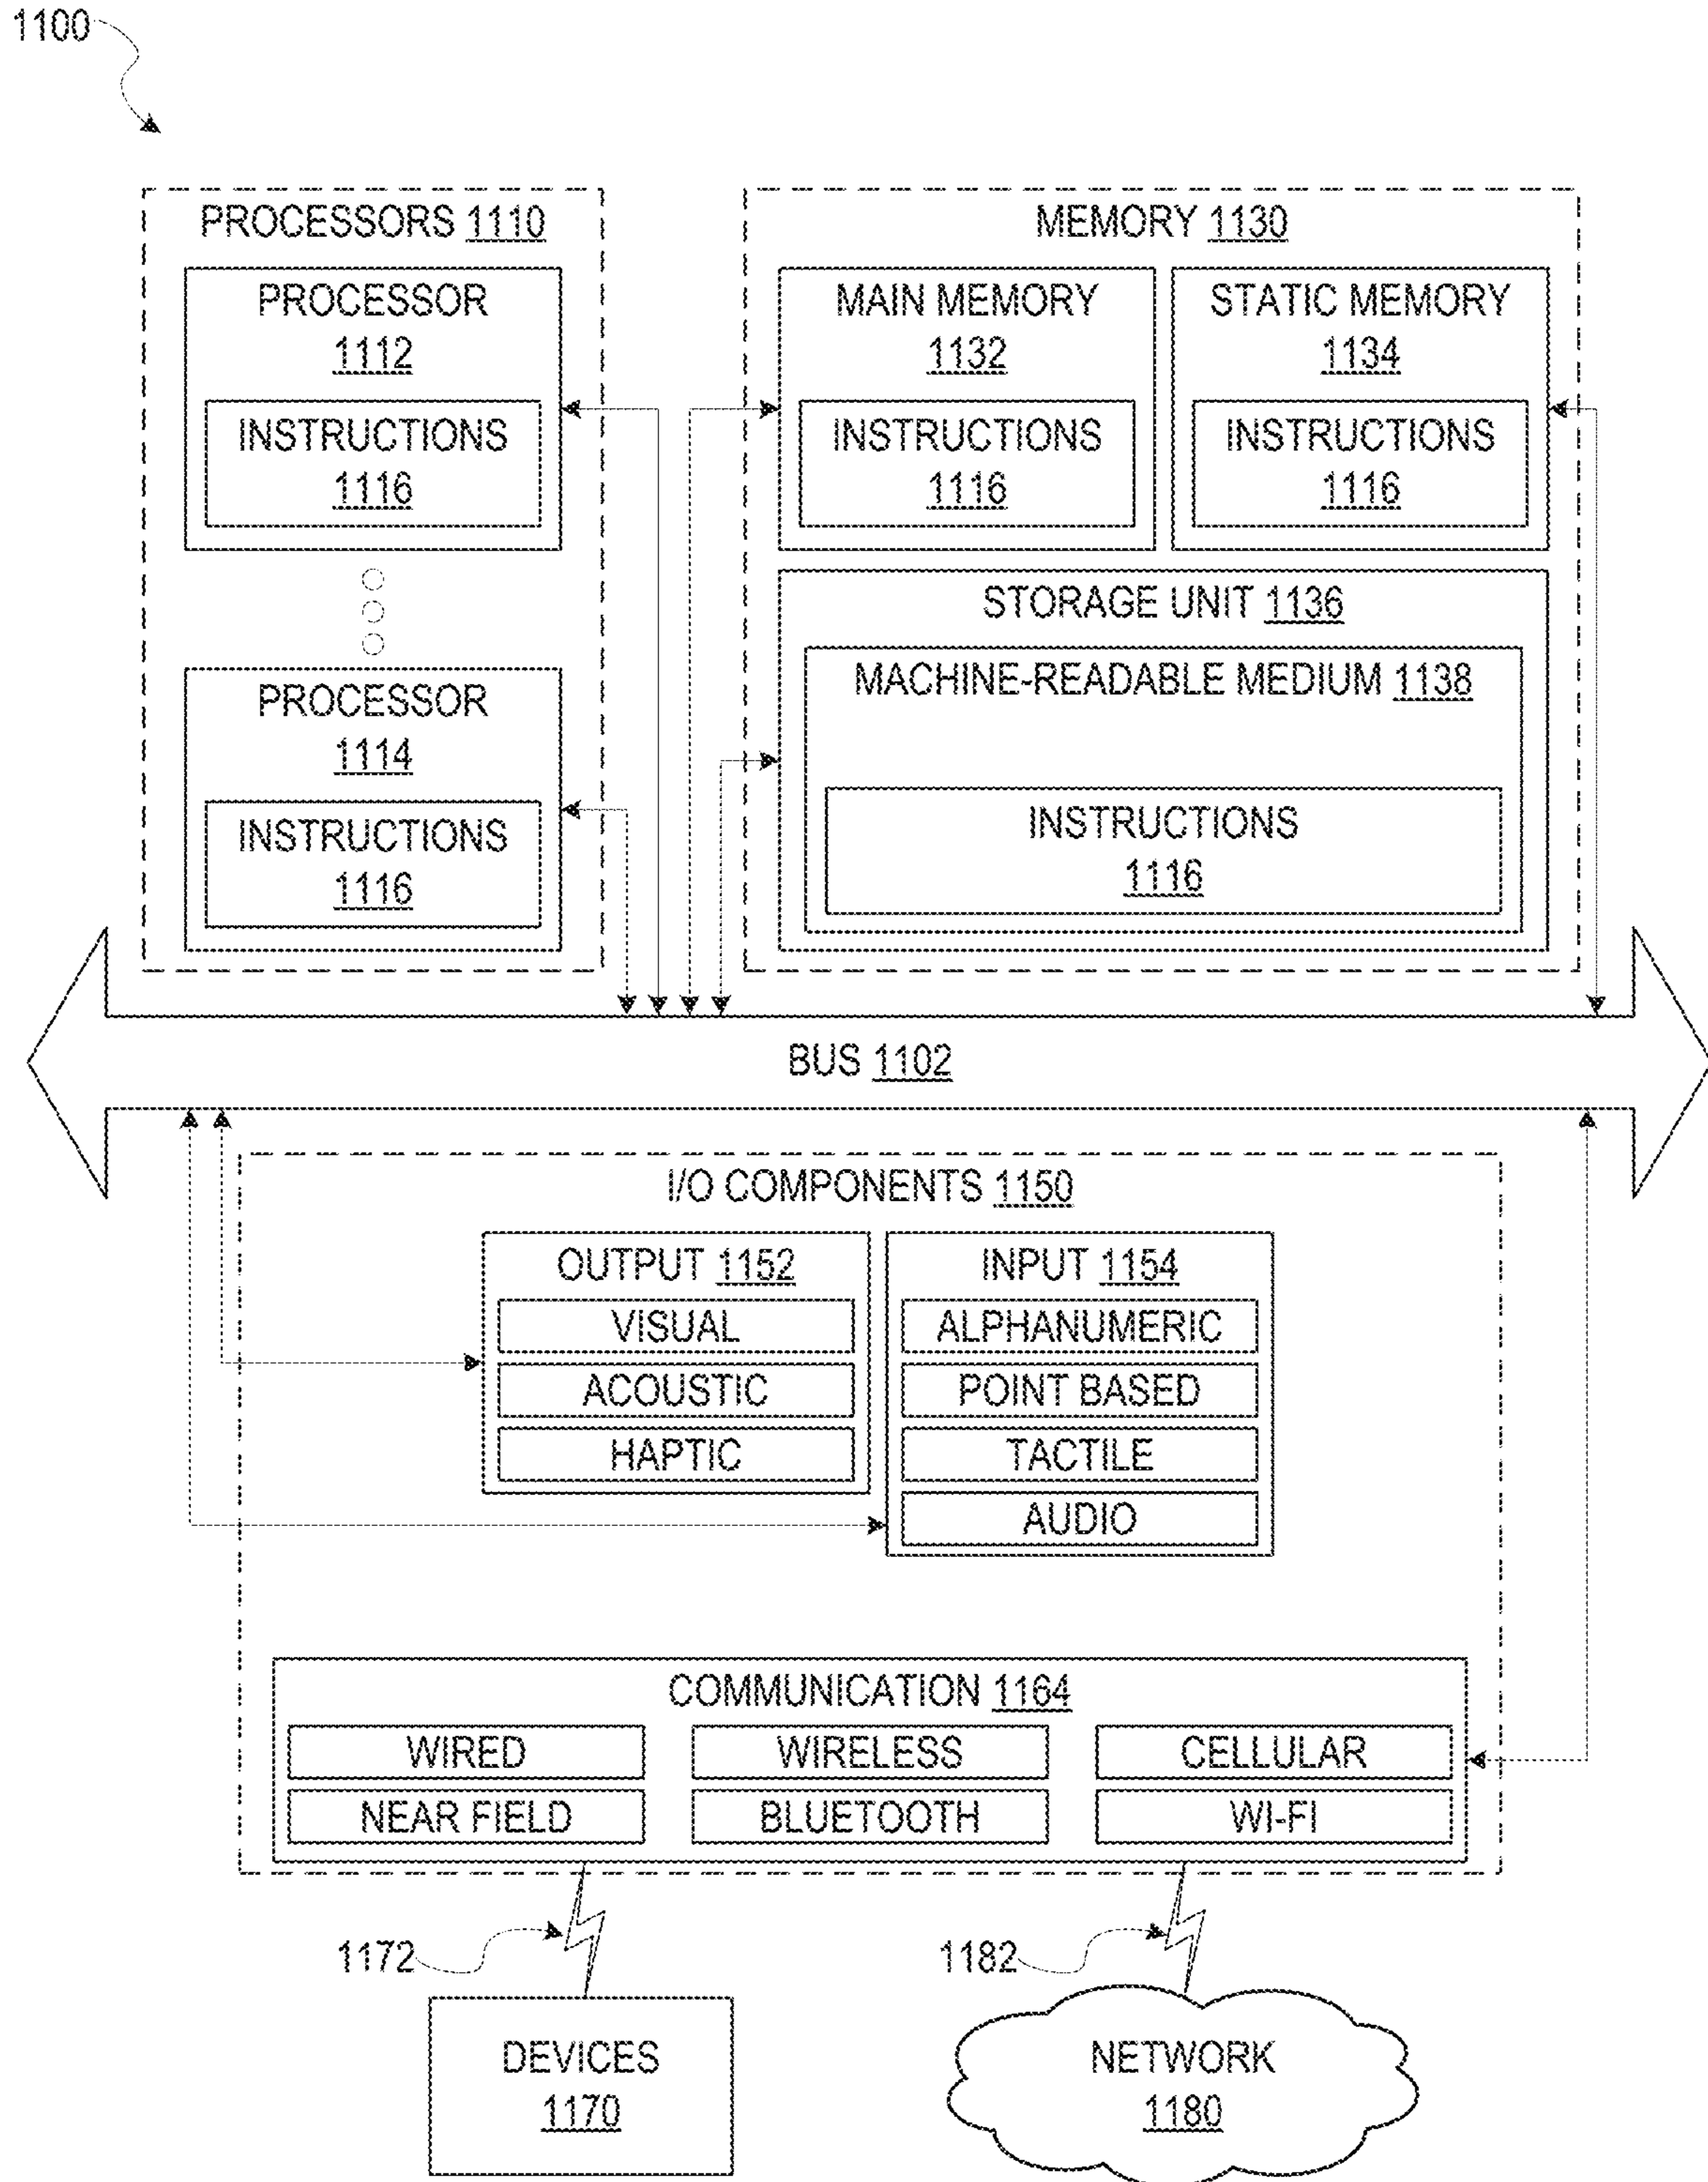 1100
PROCESSORS 1110
PROCESSOR
1112
INSTRUCTIONS
1116
PROCESSOR
1114
INSTRUCTIONS
1116
MEMORY 1130
MAIN MEMORY
1132
INSTRUCTIONS
1116
STATIC MEMORY
1134
INSTRUCTIONS
1116
STORAGE UNIT 1136
MACHINE-READABLE MEDIUM 1138
INSTRUCTIONS
1116
BUS 1102
I/O COMPONENTS 1150
OUTPUT 1152
VISUAL
ACOUSTIC
HAPTIC
INPUT 1154
ALPHANUMERIC
POINT BASED
TACTILE
AUDIO
COMMUNICATION 1164
WIRED
WIRELESS
CELLULAR
NEAR FIELD
BLUETOOTH
WI-FI
1172
1182
DEVICES
1170
NETWORK
1180